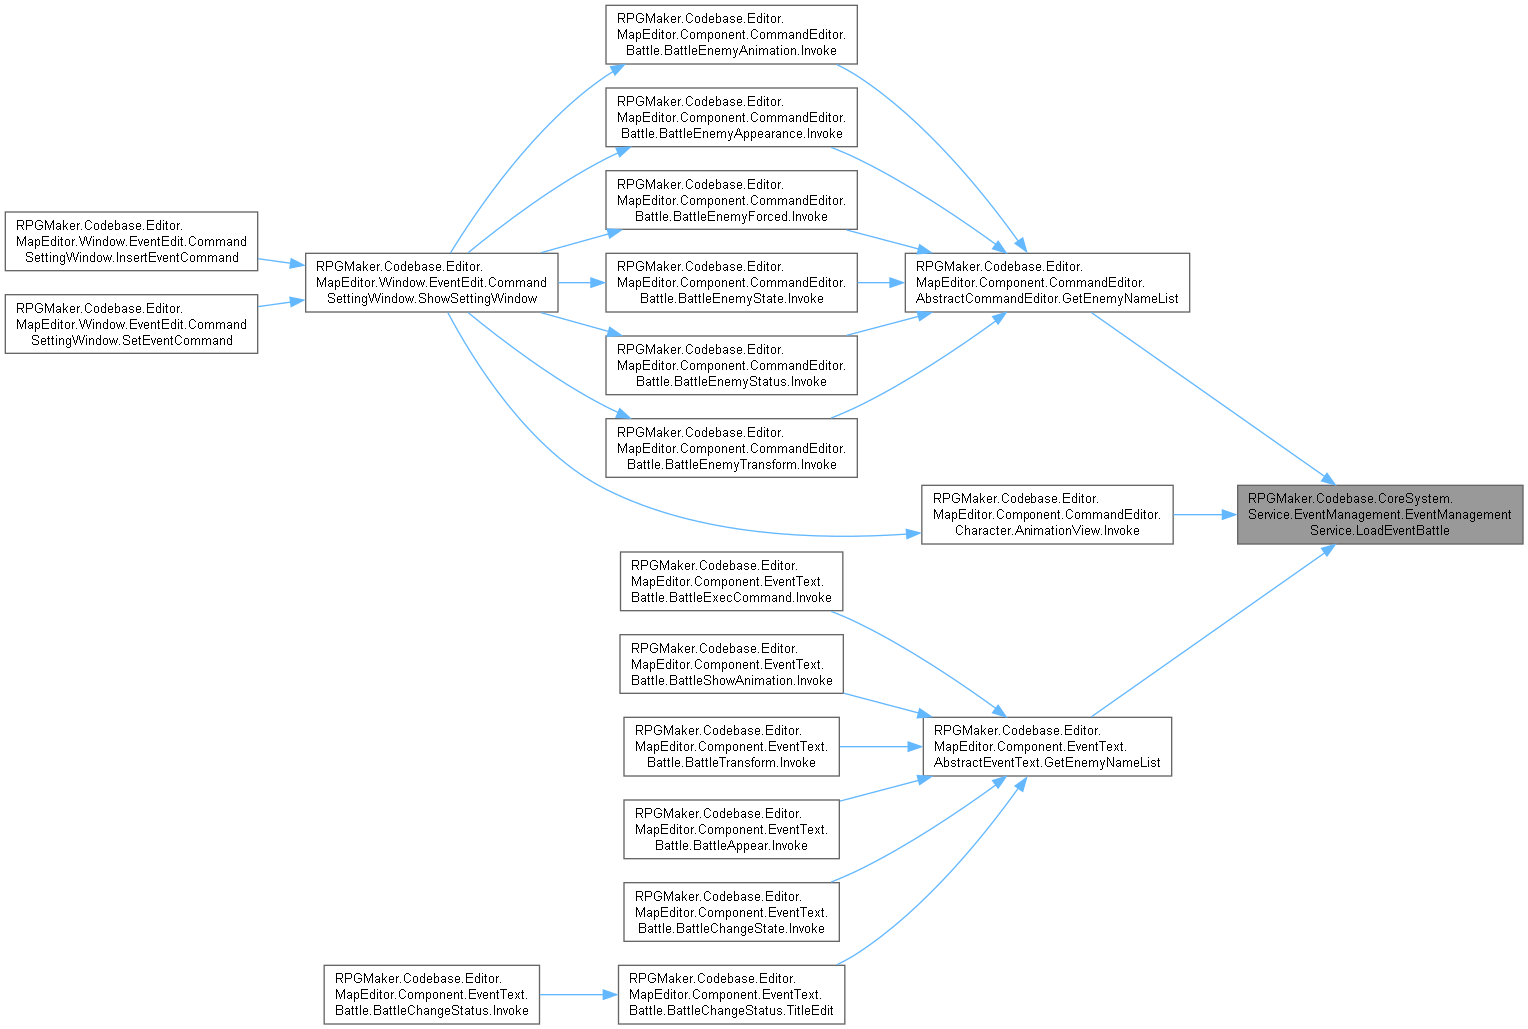 RPGMaker.Codebase.Editor.
MapEditor.Component.CommandEditor.
Battle.BattleEnemyAnimation.Invoke
RPGMaker.Codebase.Editor.
MapEditor.Component.CommandEditor.
Battle.BattleEnemyAppearance.Invoke
RPGMaker.Codebase.Editor.
MapEditor.Component.CommandEditor.
Battle.BattleEnemyForced.Invoke
RPGMaker.Codebase.Editor.
MapEditor.Window.EventEdit.Command
SettingWindow.InsertEventCommand
RPGMaker.Codebase.Editor.
MapEditor.Window.EventEdit.Command
SettingWindow.ShowSettingWindow
RPGMaker.Codebase.Editor.
MapEditor.Component.CommandEditor.
Battle.BattleEnemyState.Invoke
RPGMaker.Codebase.Editor.
MapEditor.Component.CommandEditor.
AbstractCommandEditor.GetEnemyNameList
RPGMaker.Codebase.Editor.
MapEditor.Window.EventEdit.Command
SettingWindow.SetEventCommand
RPGMaker.Codebase.Editor.
MapEditor.Component.CommandEditor.
Battle.BattleEnemyStatus.Invoke
RPGMaker.Codebase.Editor.
MapEditor.Component.CommandEditor.
Battle.BattleEnemyTransform.Invoke
RPGMaker.Codebase.Editor.
MapEditor.Component.CommandEditor.
Character.AnimationView.Invoke
RPGMaker.Codebase.CoreSystem.
Service.EventManagement.EventManagement
Service.LoadEventBattle
RPGMaker.Codebase.Editor.
MapEditor.Component.EventText.
Battle.BattleExecCommand.Invoke
RPGMaker.Codebase.Editor.
MapEditor.Component.EventText.
Battle.BattleShowAnimation.Invoke
RPGMaker.Codebase.Editor.
MapEditor.Component.EventText.
Battle.BattleTransform.Invoke
RPGMaker.Codebase.Editor.
MapEditor.Component.EventText.
AbstractEventText.GetEnemyNameList
RPGMaker.Codebase.Editor.
MapEditor.Component.EventText.
Battle.BattleAppear.Invoke
RPGMaker.Codebase.Editor.
MapEditor.Component.EventText.
Battle.BattleChangeState.Invoke
RPGMaker.Codebase.Editor.
MapEditor.Component.EventText.
Battle.BattleChangeStatus.Invoke
RPGMaker.Codebase.Editor.
MapEditor.Component.EventText.
Battle.BattleChangeStatus.TitleEdit